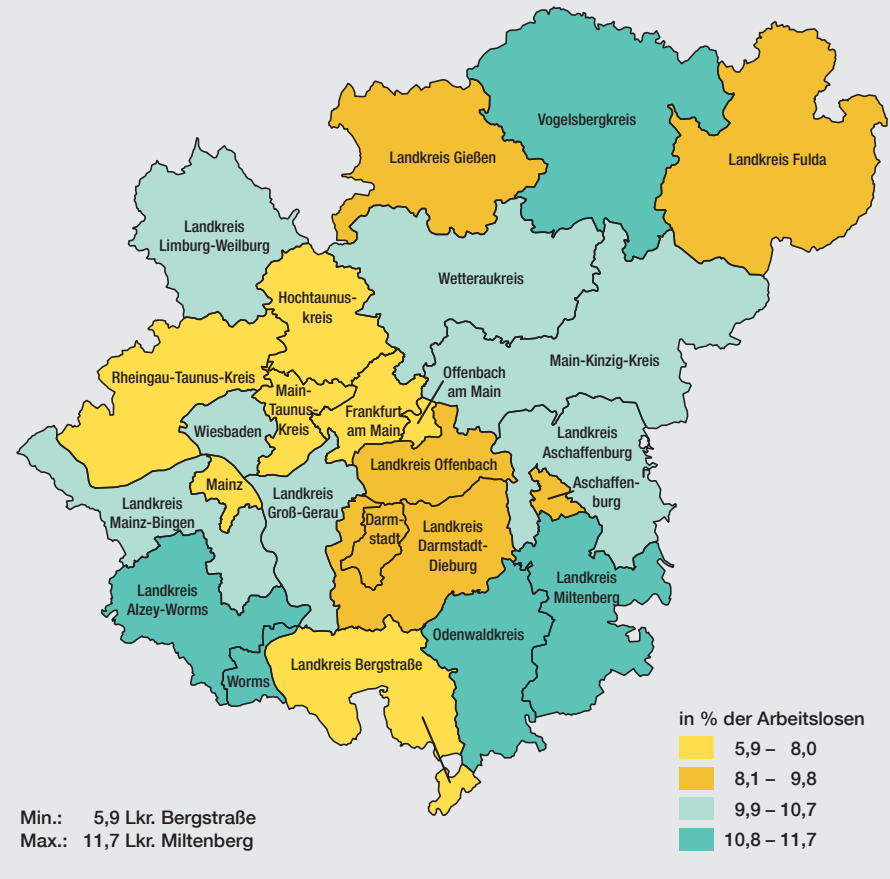 Vogelsbergkreis
Landkreis Gießen
Landkreis Fulda
Landkreis
Limburg-Weilburg
Wetteraukreis
Hochtaunus-
kreis
Main-Kinzig-Kreis
Rheingau-Taunus-Kreis
Offenbach
am Main
Main-
Taunus-
Kreis
Frankfurt
am Main
Wiesbaden
Landkreis
Aschaffenburg
Landkreis Offenbach
Mainz
Aschaffen-
burg
Landkreis
Mainz-Bingen
Landkreis
Groß-Gerau
Darm-
stadt
Landkreis
Darmstadt-
Dieburg
Landkreis
Alzey-Worms
Landkreis
Miltenberg
Odenwaldkreis
Landkreis Bergstraße
Worms
in % der Arbeitslosen
5,9 – 8,0
8,1 – 9,8
9,9 – 10,7
10,8 – 11,7
Min.: 5,9 Lkr. Bergstraße
Max.: 11,7 Lkr. Miltenberg